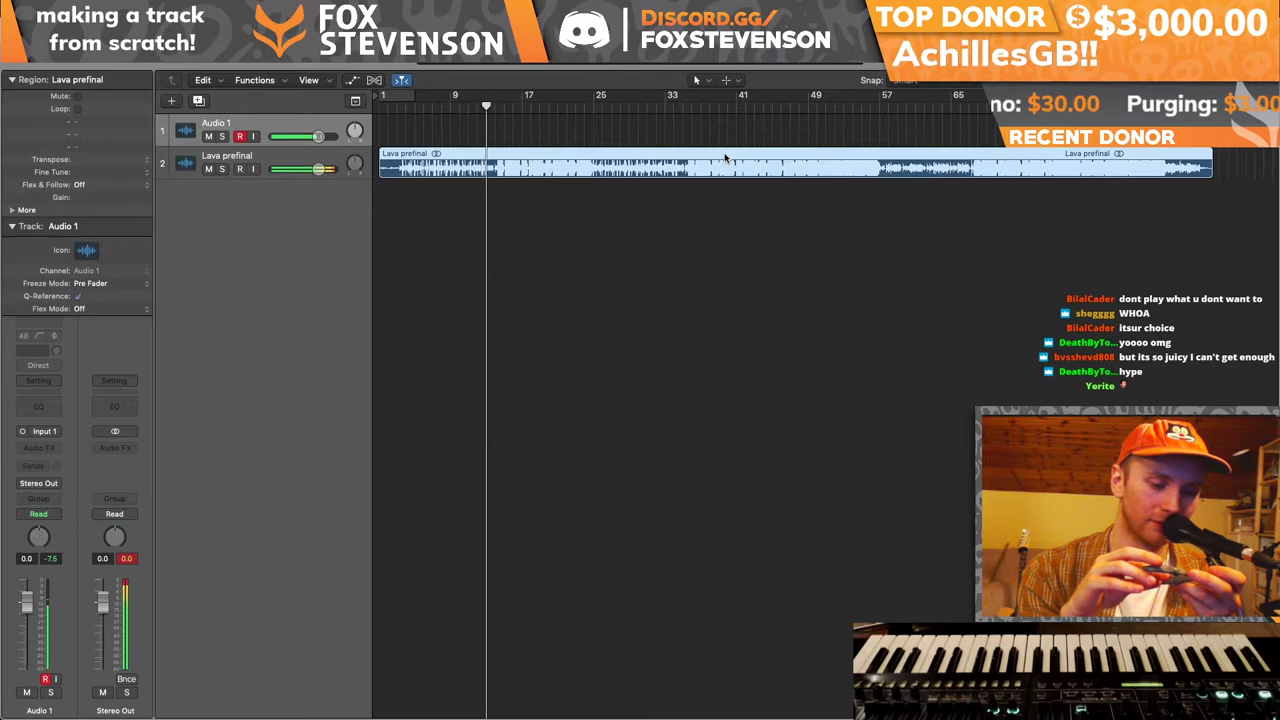 making a track
from scratch!
FOX
STEVENSON
DISCORD.GG/
FOXSTEVENSON
TOP DONOR
$3,000.00
AchillesGB!!
no: $30.00 Purging:
RECENT DONOR
Region: Lava prefinal
Mute:
Loop:
Transpose:
Fine Tune:
Flex & Follow: Off
Gain:
More
Track: Audio 1
Icon:
Channel: Audio 1
Freeze Mode: Pre Fader
Q-Reference:
Flex Mode: Off
Edit Functions View
Snap:
1 9 17 25 33 41 49 57 65
1 Audio 1
M S R I
2 Lava prefinal
M S R I
Lava prefinal
Lava prefinal
48
Direct
Setting Setting
EQ EQ
Input 1
Audio FX Audio FX
Sends
Stereo Out
Group Group
Read Read
0.0 -7.5 0.0 0.0
R I Bnce
M S M S
Audio 1 Stereo Out
BilalCader dont play what u dont want to
shegggg WHOA
BilalCader itsur choice
DeathByTo... yoooo omg
bvsshevd808 but its so juicy I can't get enough
DeathByTo... hype
Yerite